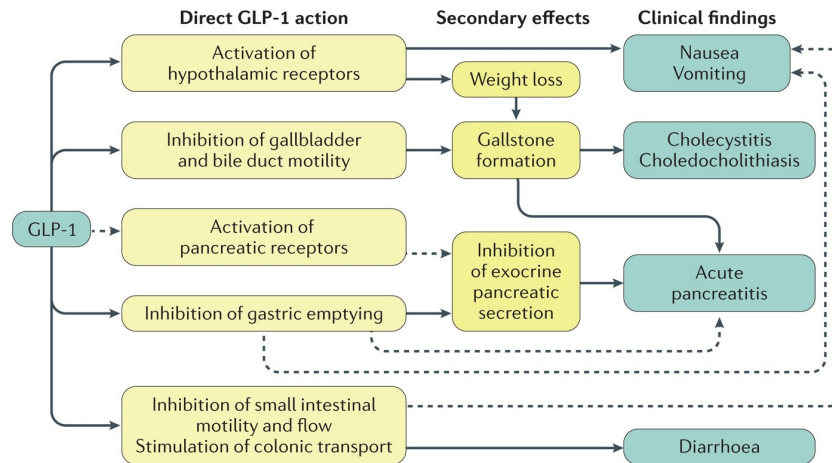 Direct GLP-1 action
Secondary effects
Clinical findings
Activation of
hypothalamic receptors
Weight loss
Nausea
Vomiting
Inhibition of gallbladder
and bile duct motility
Gallstone
formation
Cholecystitis
Choledocholithiasis
GLP-1
Activation of
pancreatic receptors
Inhibition
of exocrine
pancreatic
secretion
Acute
pancreatitis
Inhibition of gastric emptying
Inhibition of small intestinal
motility and flow
Stimulation of colonic transport
Diarrhoea